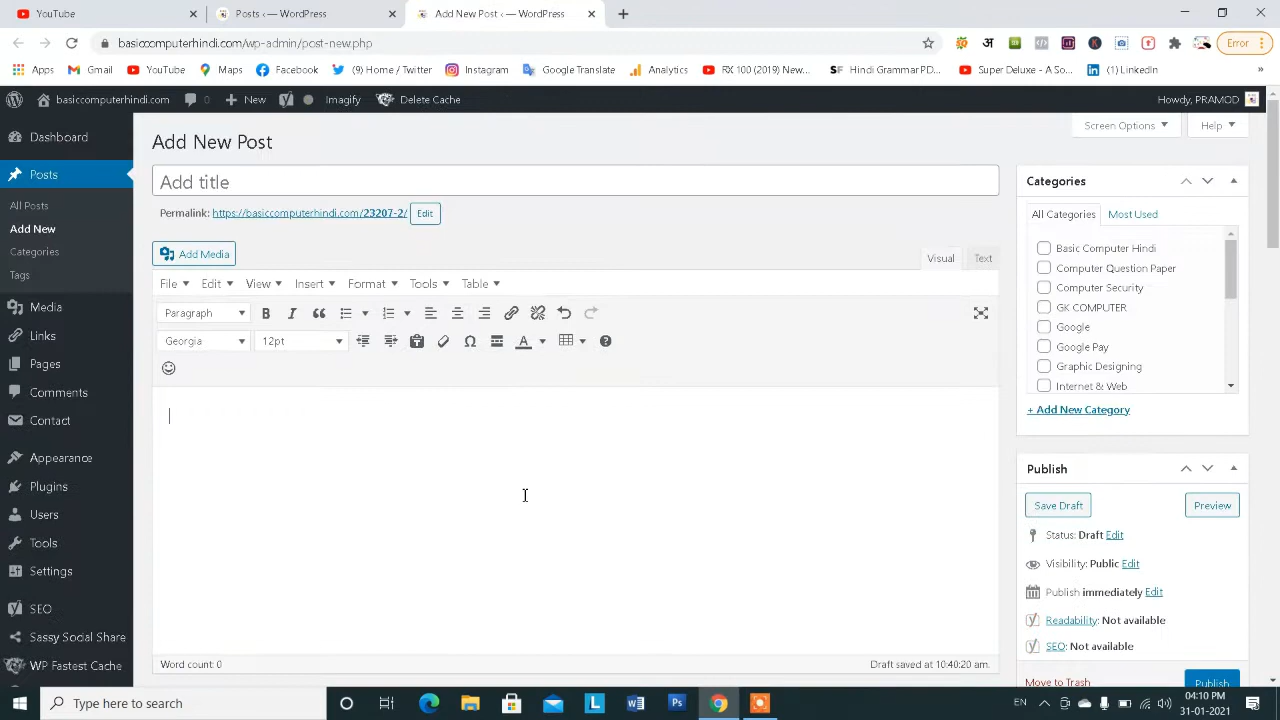 YouTube
Posts ‹ — WordPress
Add New Post ‹ — WordPress
basiccomputerhindi.com/wp-admin/post-new.php
अ
Error
Apps
Gmail
YouTube
Maps
Facebook
(9) Home / Twitter
Instagram
Google Translate
Analytics
RX 100 (2019) New...
SF Hindi Grammar PD...
Super Deluxe - A So...
(1) LinkedIn
»
basiccomputerhindi.com
0
New
Imagify
Delete Cache
Howdy, PRAMOD
Dashboard
Posts
All Posts
Add New
Categories
Tags
Media
Links
Pages
Comments
Contact
Appearance
Plugins
Users
Tools
Settings
SEO
Sassy Social Share
WP Fastest Cache
Screen Options
Help
Add New Post
Add title
Permalink: https://basiccomputerhindi.com/23207-2/ Edit
Add Media
Visual
Text
File Edit View Insert Format Tools Table
Paragraph
B I
Georgia
12pt
Ω
A
Word count: 0
Draft saved at 10:40:20 am.
Categories
All Categories
Most Used
Basic Computer Hindi
Computer Question Paper
Computer Security
GK COMPUTER
Google
Google Pay
Graphic Designing
Internet & Web
+ Add New Category
Publish
Save Draft
Preview
Status: Draft Edit
Visibility: Public Edit
Publish immediately Edit
Readability: Not available
SEO: Not available
Move to Trash
Publish
Type here to search
L
W
Ps
EN
04:10 PM
31-01-2021